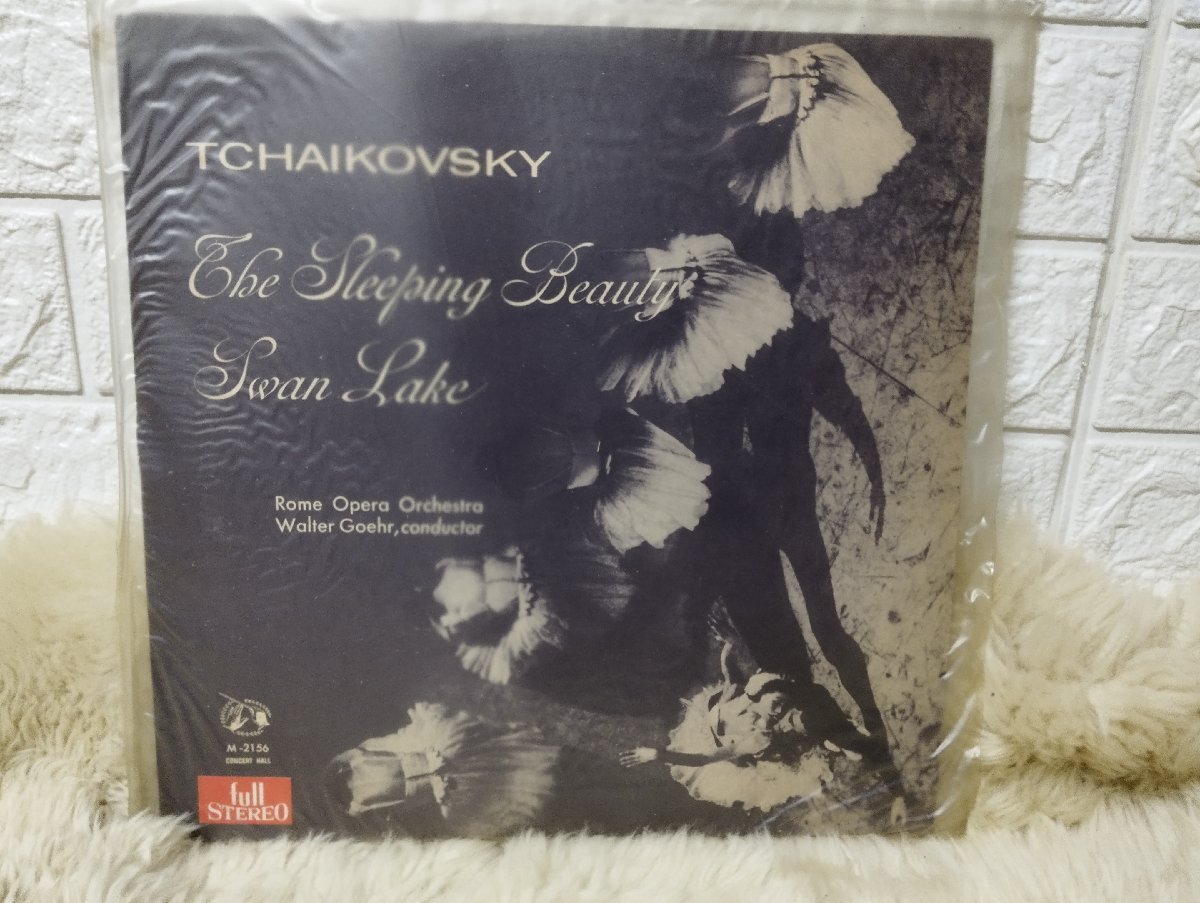 TCHAIKOVSKY
The Sleeping Beauty
Swan Lake
Rome Opera Orchestra
Walter Goehr, conductor
M-2156
CONCERT HALL
full
STEREO